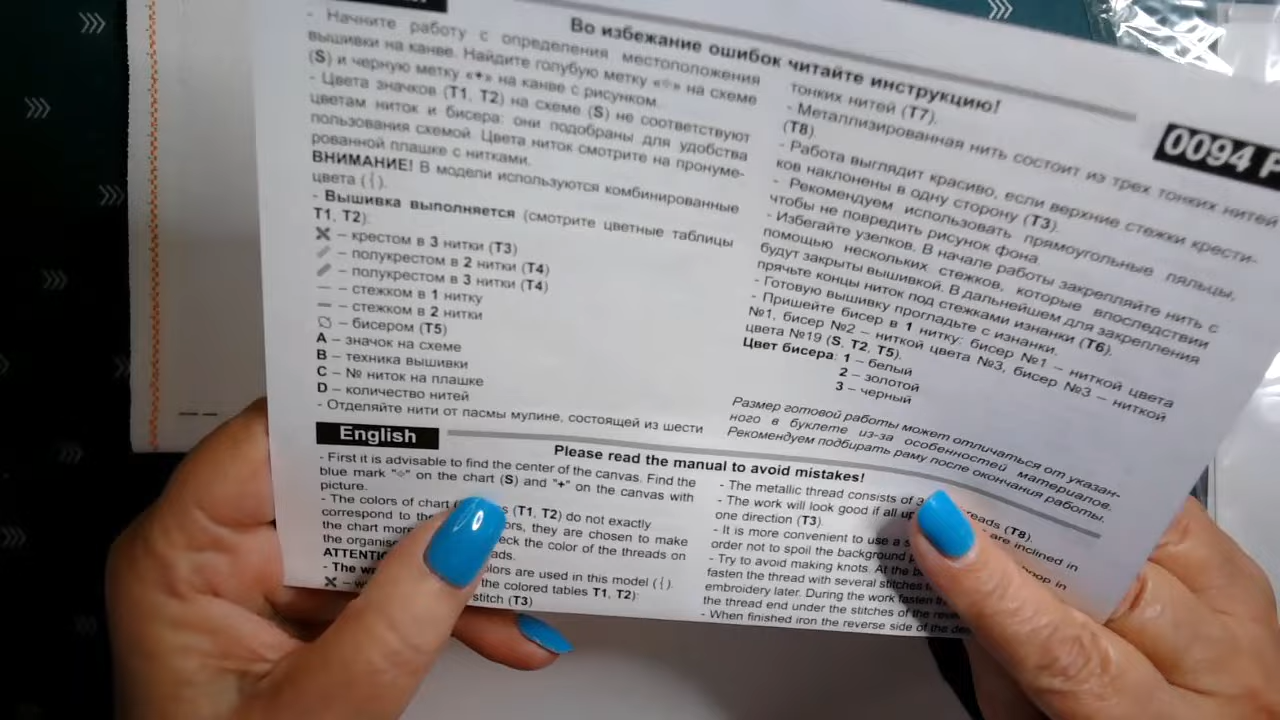 Во избежание ошибок читайте инструкцию!
0094
- Начните работу с определения местоположения
вышивки на канве. Найдите голубую метку «✧» на схеме
(S) и черную метку «✦» на канве с рисунком.
- Цвета значков (T1, T2) на схеме (S) не соответствуют
цветам ниток и бисера: они подобраны для удобства
пользования схемой. Цвета ниток смотрите на пронуме-
рованной плашке с нитками.
ВНИМАНИЕ! В модели используются комбинированные
цвета ({).
- Вышивка выполняется (смотрите цветные таблицы
T1, T2):
– крестом в 3 нитки (T3)
– полукрестом в 2 нитки (T4)
– полукрестом в 3 нитки (T4)
– стежком в 1 нитку
– стежком в 2 нитки
– бисером (T5)
A – значок на схеме
B – техника вышивки
C – № ниток на плашке
D – количество нитей
- Отделяйте нити от пасмы мулине, состоящей из шести
тонких нитей (T7).
- Металлизированная нить состоит из трех тонких нитей
(T8).
- Работа выглядит красиво, если верхние стежки крести-
ков наклонены в одну сторону (T3).
- Рекомендуем использовать прямоугольные пяльцы,
чтобы не повредить рисунок фона.
- Избегайте узелков. В начале работы закрепляйте нить с
помощью нескольких стежков, которые впоследствии
будут закрыты вышивкой. В дальнейшем для закрепления
прячьте концы ниток под стежками изнанки (T6).
- Готовую вышивку прогладьте с изнанки.
- Пришейте бисер в 1 нитку: бисер №1 – ниткой цвета
№1, бисер №2 – ниткой цвета №3, бисер №3 – ниткой
цвета №19 (S, T2, T5).
Цвет бисера: 1 – белый
2 – золотой
3 – черный
Размер готовой работы может отличаться от указан-
ного в буклете из-за особенностей материалов.
Рекомендуем подбирать раму после окончания работы.
English
Please read the manual to avoid mistakes!
- First it is advisable to find the center of the canvas. Find the
blue mark "✧" on the chart (S) and "✦" on the canvas with
picture.
- The colors of chart (T1, T2) do not exactly
correspond to the they are chosen to make
the chart more eck the color of the threads on
the organise ads.
ATTENTI lors are used in this model ({).
- The w the colored tables T1, T2):
stitch (T3)
- The metallic thread consists of 3 reads (T8).
- The work will look good if all up are inclined in
one direction (T3).
- It is more convenient to use a hoop in
order not to spoil the background
- Try to avoid making knots. At the
fasten the thread with several stitches
embroidery later. During the work fasten
the thread end under the stitches of the
- When finished iron the reverse side of the